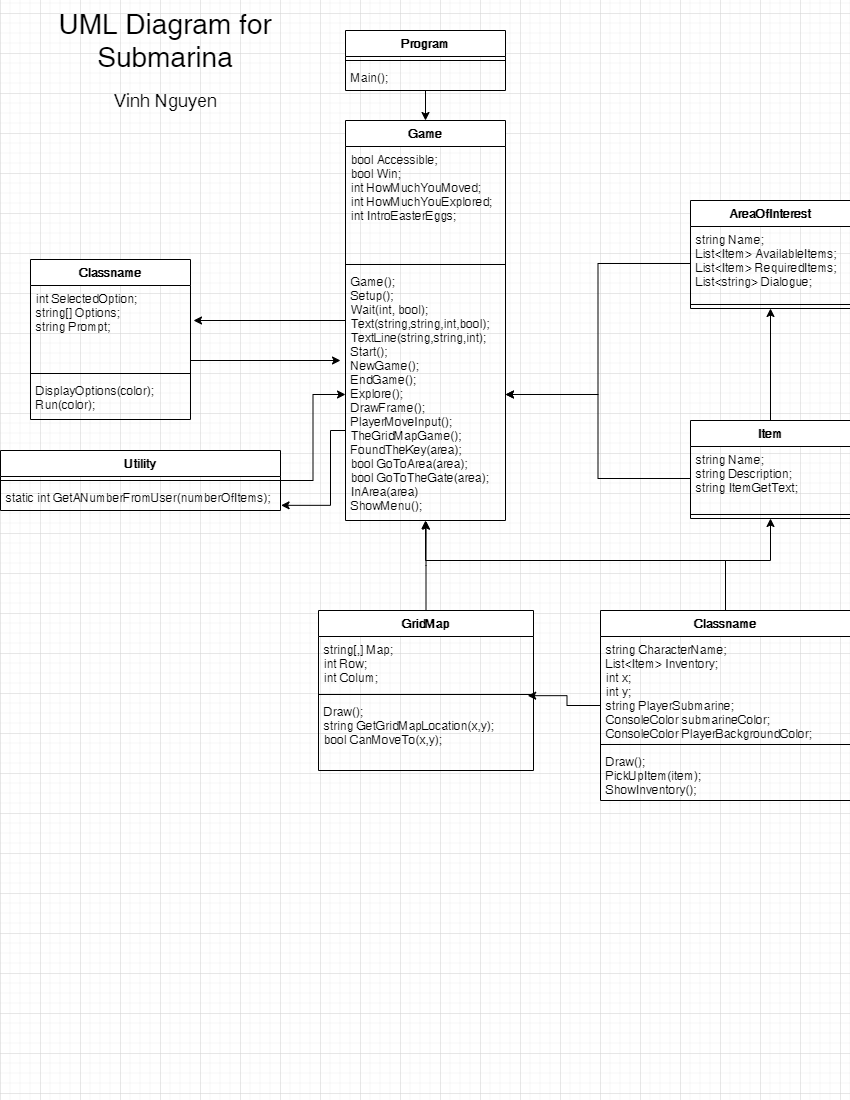 UML Diagram for
Submarina
Vinh Nguyen
Program
Main();
Game
bool Accessible;
bool Win;
int HowMuchYouMoved;
int HowMuchYouExplored;
int IntroEasterEggs;
Game();
Setup();
Wait(int, bool);
Text(string,string,int,bool);
TextLine(string,string,int);
Start();
NewGame();
EndGame();
Explore();
DrawFrame();
PlayerMoveInput();
TheGridMapGame();
FoundTheKey(area);
bool GoToArea(area);
bool GoToTheGate(area);
InArea(area)
ShowMenu();
Classname
int SelectedOption;
string[] Options;
string Prompt;
DisplayOptions(color);
Run(color);
Utility
static int GetANumberFromUser(numberOfItems);
AreaOfInterest
string Name;
List<Item> AvailableItems;
List<Item> RequiredItems;
List<string> Dialogue;
Item
string Name;
string Description;
string ItemGetText;
GridMap
string[,] Map;
int Row;
int Colum;
Draw();
string GetGridMapLocation(x,y);
bool CanMoveTo(x,y);
Classname
string CharacterName;
List<Item> Inventory;
int x;
int y;
string PlayerSubmarine;
ConsoleColor submarineColor;
ConsoleColor PlayerBackgroundColor;
Draw();
PickUpItem(item);
ShowInventory();